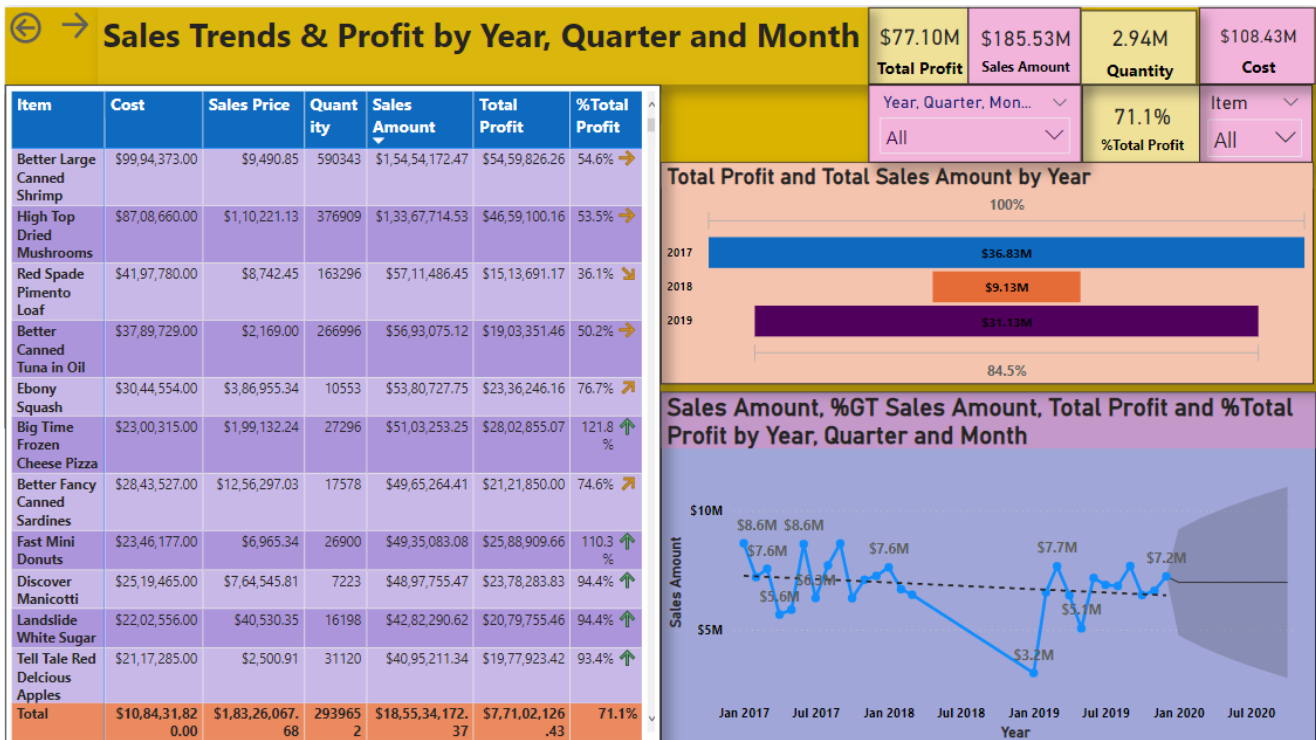 Sales Trends & Profit by Year, Quarter and Month
$77.10M
Total Profit
$185.53M
Sales Amount
2.94M
Quantity
$108.43M
Cost
Year, Quarter, Mon...
All
71.1%
%Total Profit
Item
All
Item Cost Sales Price Quant Sales Total %Total
ity Amount Profit Profit
Better Large $99,94,373.00 $9,490.85 590343 $1,54,54,172.47 $54,59,826.26 54.6%
Canned
Shrimp
High Top $87,08,660.00 $1,10,221.13 376909 $1,33,67,714.53 $46,59,100.16 53.5%
Dried
Mushrooms
Red Spade $41,97,780.00 $8,742.45 163296 $57,11,486.45 $15,13,691.17 36.1%
Pimento
Loaf
Better $37,89,729.00 $2,169.00 266996 $56,93,075.12 $19,03,351.46 50.2%
Canned
Tuna in Oil
Ebony $30,44,554.00 $3,86,955.34 10553 $53,80,727.75 $23,36,246.16 76.7%
Squash
Big Time $23,00,315.00 $1,99,132.24 27296 $51,03,253.25 $28,02,855.07 121.8
Frozen %
Cheese Pizza
Better Fancy $28,43,527.00 $12,56,297.03 17578 $49,65,264.41 $21,21,850.00 74.6%
Canned
Sardines
Fast Mini $23,46,177.00 $6,965.34 26900 $49,35,083.08 $25,88,909.66 110.3
Donuts %
Discover $25,19,465.00 $7,64,545.81 7223 $48,97,755.47 $23,78,283.83 94.4%
Manicotti
Landslide $22,02,556.00 $40,530.35 16198 $42,82,290.62 $20,79,755.46 94.4%
White Sugar
Tell Tale Red $21,17,285.00 $2,500.91 31120 $40,95,211.34 $19,77,923.42 93.4%
Delcious
Apples
Total $10,84,31,82 $1,83,26,067. 293965 $18,55,34,172. $7,71,02,126 71.1%
0.00 68 2 37 .43
Total Profit and Total Sales Amount by Year
100%
2017 $36.83M
2018 $9.13M
2019 $31.13M
84.5%
Sales Amount, %GT Sales Amount, Total Profit and %Total
Profit by Year, Quarter and Month
Sales Amount
$10M
$5M
$8.6M $8.6M
$7.6M
$5.6M
$6.3M
$7.6M
$3.2M
$7.7M
$5.1M
$7.2M
Jan 2017 Jul 2017 Jan 2018 Jul 2018 Jan 2019 Jul 2019 Jan 2020 Jul 2020
Year